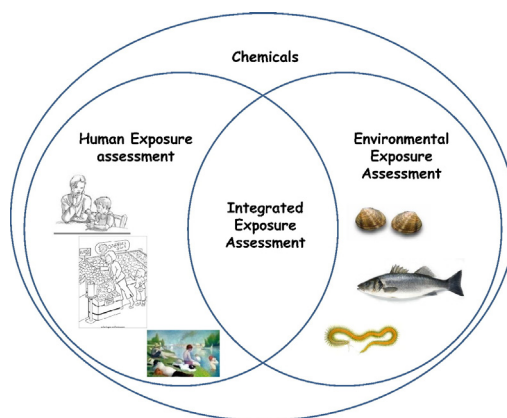 Chemicals
Human Exposure
assessment
Environmental
Exposure
Assessment
Integrated
Exposure
Assessment